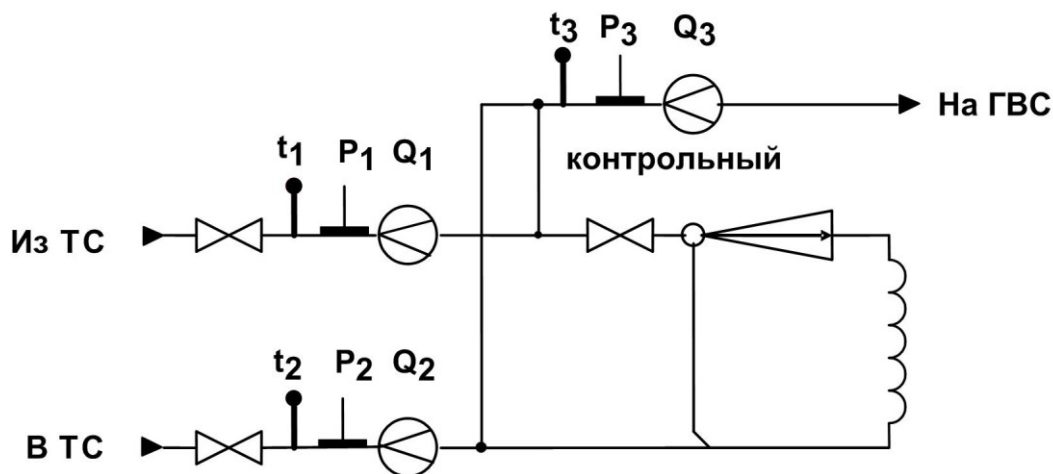 t3 P3 Q3
На ГВС
контрольный
t1 P1 Q1
Из ТС
t2 P2 Q2
В ТС